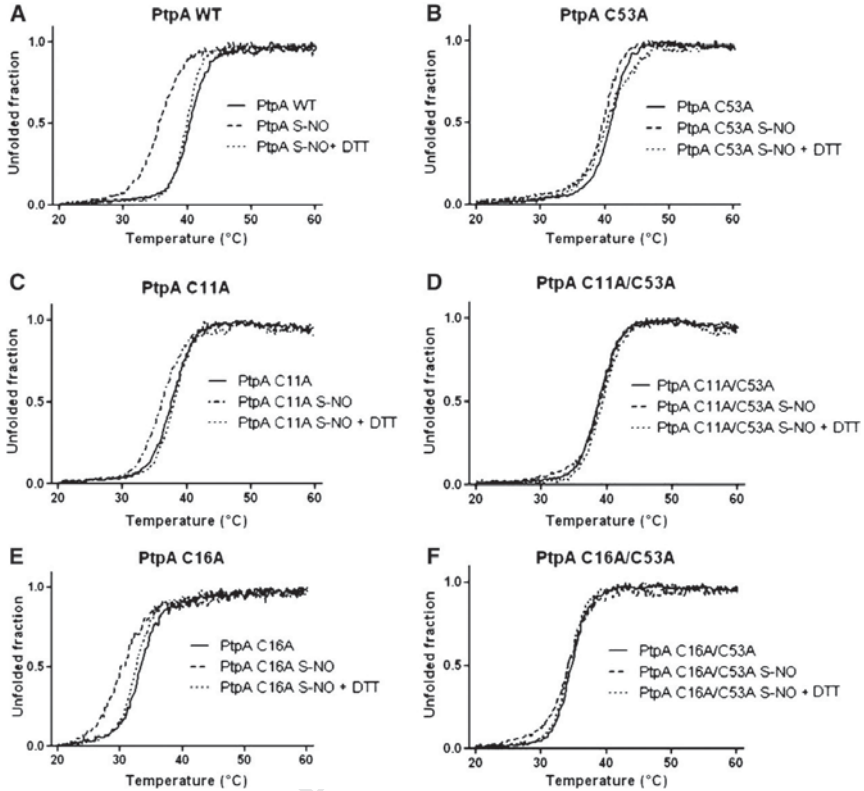 A
PtpA WT
Unfolded fraction
1.0
0.5
0.0
20 30 40 50 60
Temperature (°C)
PtpA WT
PtpA S-NO
PtpA S-NO+ DTT
B
PtpA C53A
Unfolded fraction
1.0
0.5
0.0
20 30 40 50 60
Temperature (°C)
PtpA C53A
PtpA C53A S-NO
PtpA C53A S-NO + DTT
C
PtpA C11A
Unfolded fraction
1.0
0.5
0.0
20 30 40 50 60
Temperature (°C)
PtpA C11A
PtpA C11A S-NO
PtpA C11A S-NO + DTT
D
PtpA C11A/C53A
Unfolded fraction
1.0
0.5
0.0
20 30 40 50 60
Temperature (°C)
PtpA C11A/C53A
PtpA C11A/C53A S-NO
PtpA C11A/C53A S-NO + DTT
E
PtpA C16A
Unfolded fraction
1.0
0.5
0.0
20 30 40 50 60
Temperature (°C)
PtpA C16A
PtpA C16A S-NO
PtpA C16A S-NO + DTT
F
PtpA C16A/C53A
Unfolded fraction
1.0
0.5
0.0
20 30 40 50 60
Temperature (°C)
PtpA C16A/C53A
PtpA C16A/C53A S-NO
PtpA C16A/C53A S-NO + DTT